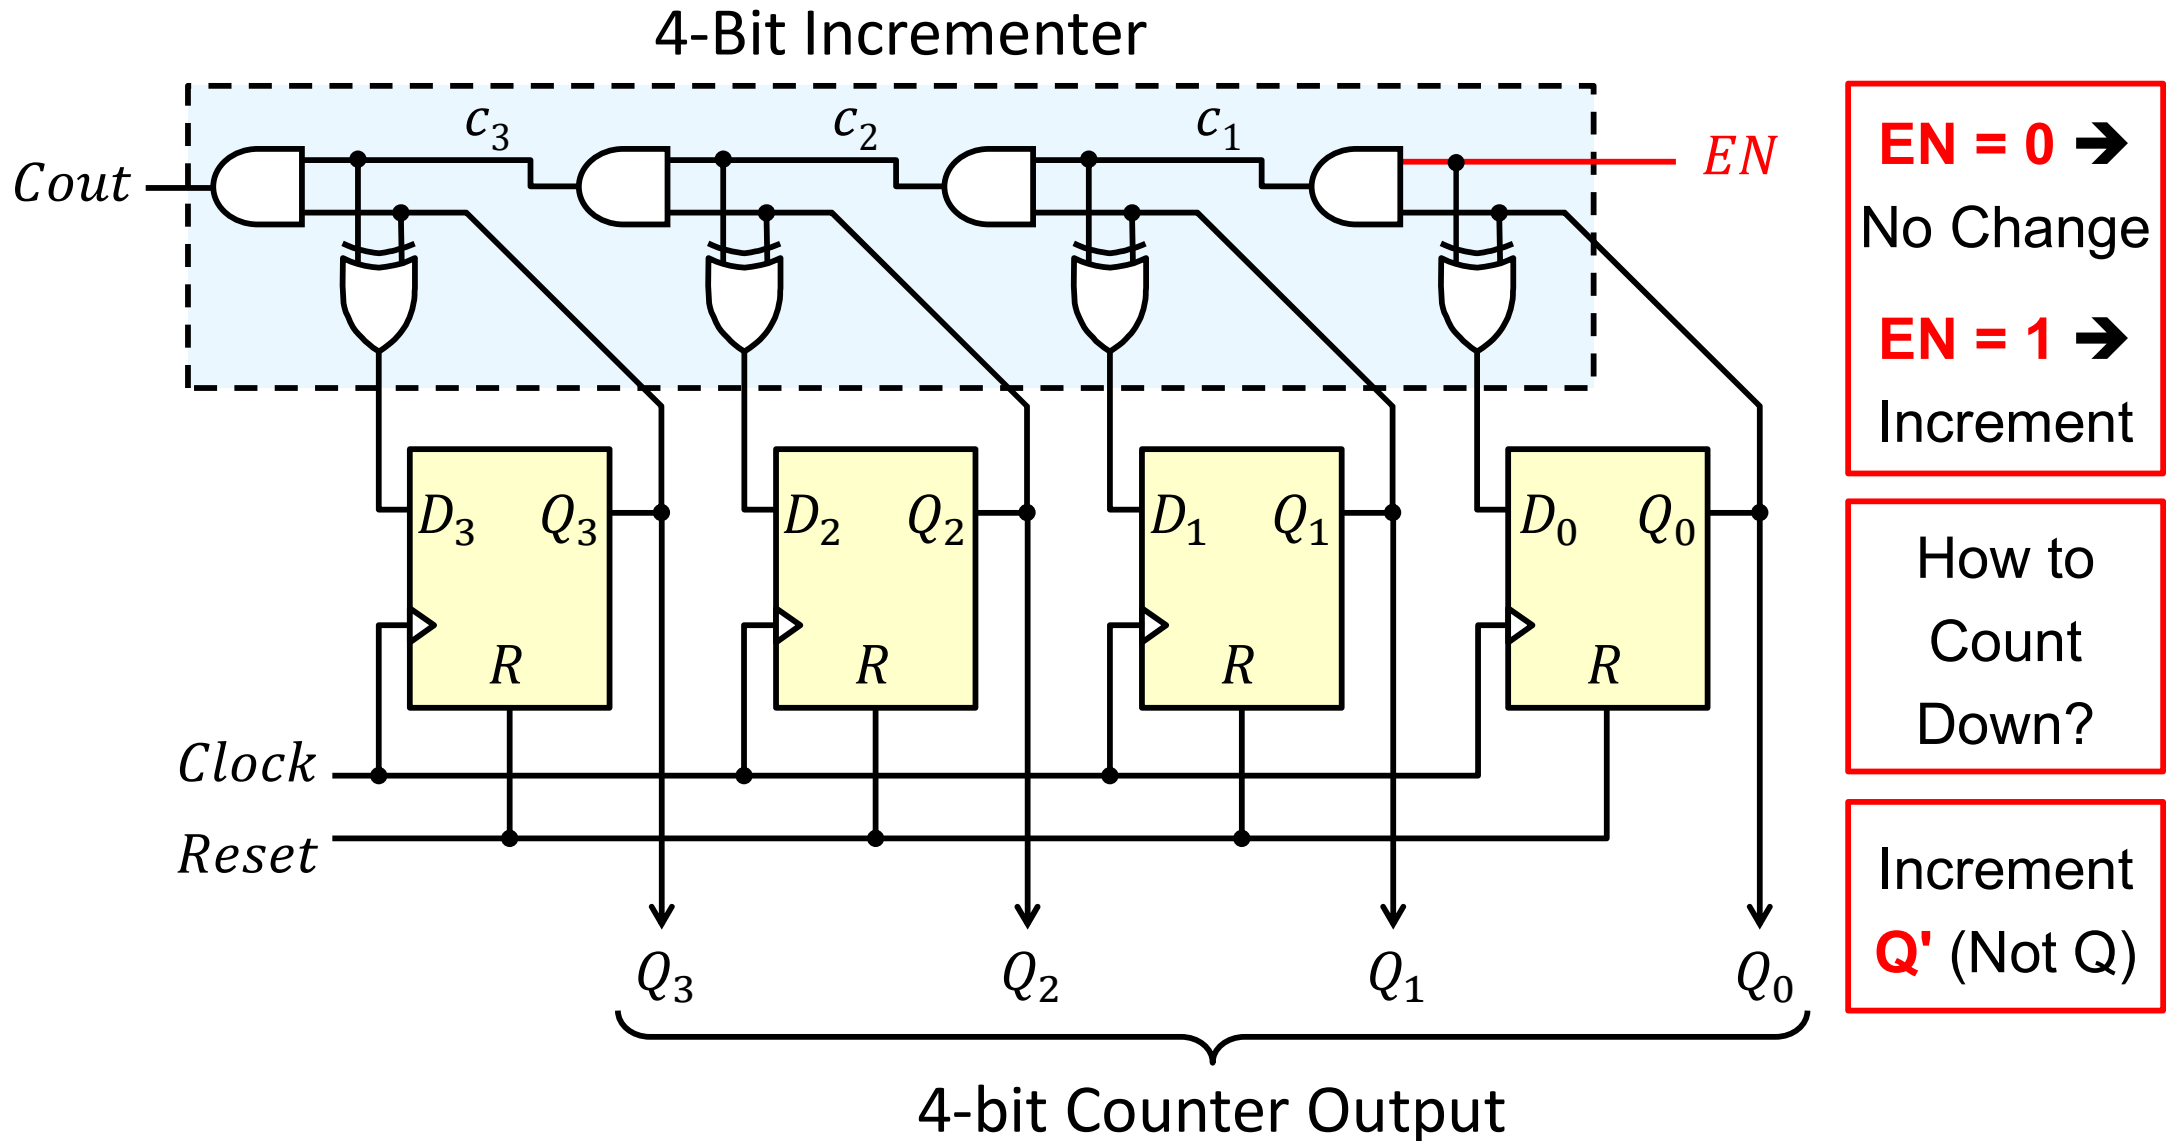 4-Bit Incrementer
c₃ c₂ c₁
Cout
EN
D₃ Q₃ D₂ Q₂ D₁ Q₁ D₀ Q₀
R R R R
Clock
Reset
Q₃ Q₂ Q₁ Q₀
4-bit Counter Output
EN = 0 ➔
No Change
EN = 1 ➔
Increment
How to
Count
Down?
Increment
Q' (Not Q)